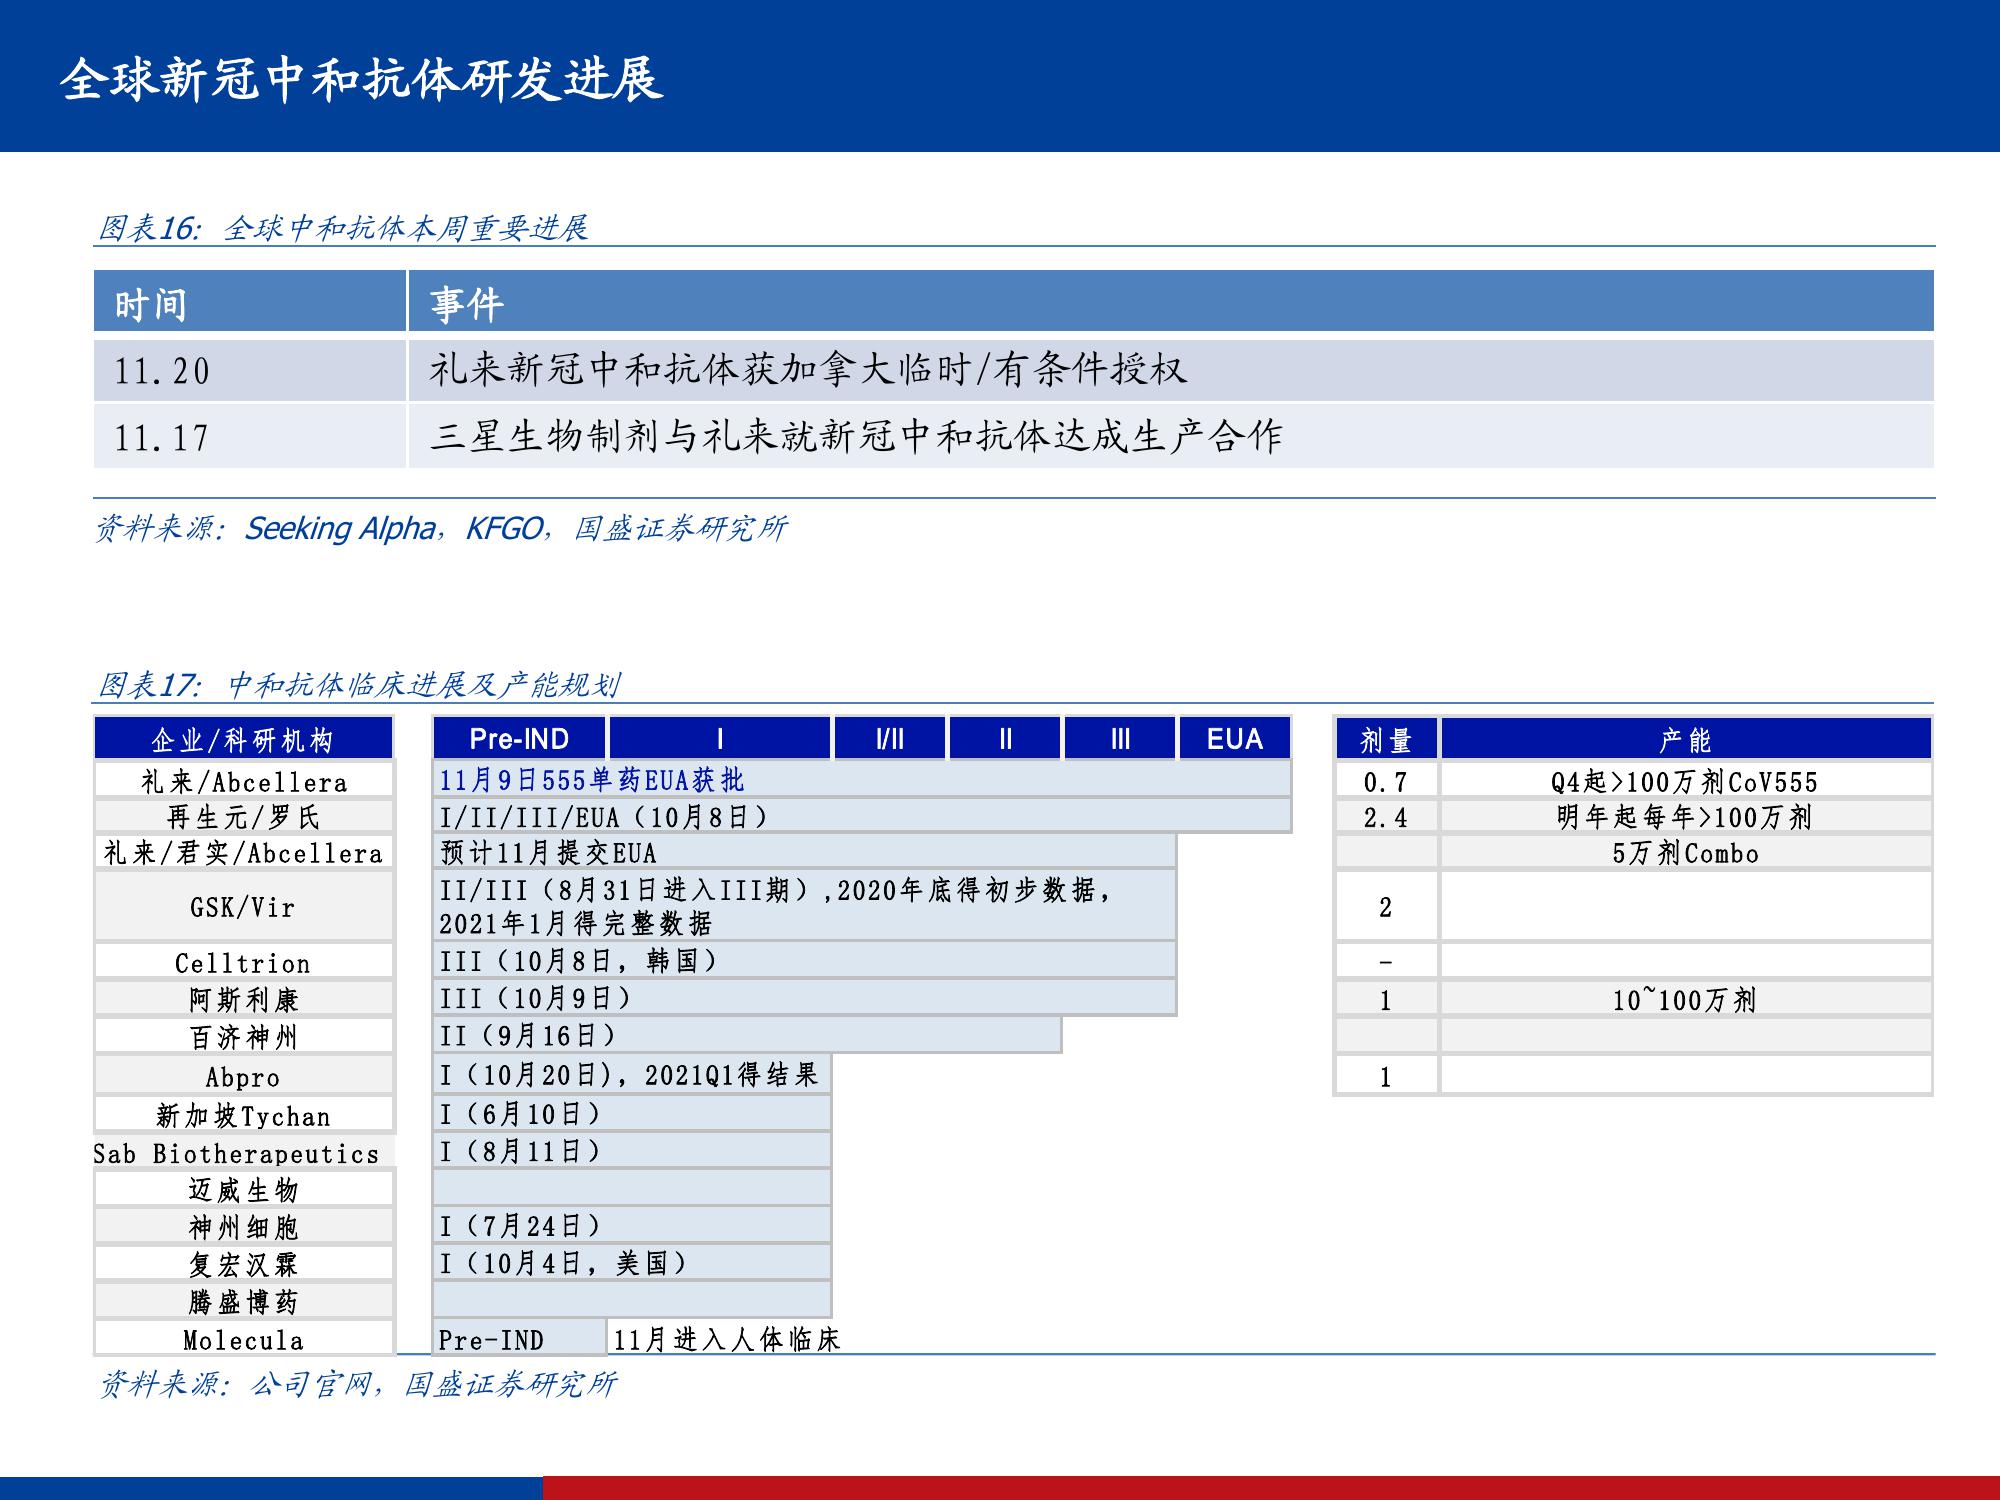 全球新冠中和抗体研发进展
图表16：全球中和抗体本周重要进展
时间 事件
11.20 礼来新冠中和抗体获加拿大临时/有条件授权
11.17 三星生物制剂与礼来就新冠中和抗体达成生产合作
资料来源：Seeking Alpha，KFGO，国盛证券研究所
图表17：中和抗体临床进展及产能规划
企业/科研机构 Pre-IND I I/II II III EUA 剂量 产能
礼来/Abcellera 11月9日555单药EUA获批 0.7 Q4起>100万剂CoV555
再生元/罗氏 I/II/III/EUA（10月8日） 2.4 明年起每年>100万剂
礼来/君实/Abcellera 预计11月提交EUA 5万剂Combo
GSK/Vir II/III（8月31日进入III期）,2020年底得初步数据， 2
2021年1月得完整数据
Celltrion III（10月8日，韩国） –
阿斯利康 III（10月9日） 1 10~100万剂
百济神州 II（9月16日）
Abpro I（10月20日)，2021Q1得结果 1
新加坡Tychan I（6月10日）
Sab Biotherapeutics I（8月11日）
迈威生物
神州细胞 I（7月24日）
复宏汉霖 I（10月4日，美国）
腾盛博药
Molecula Pre-IND 11月进入人体临床
资料来源：公司官网，国盛证券研究所